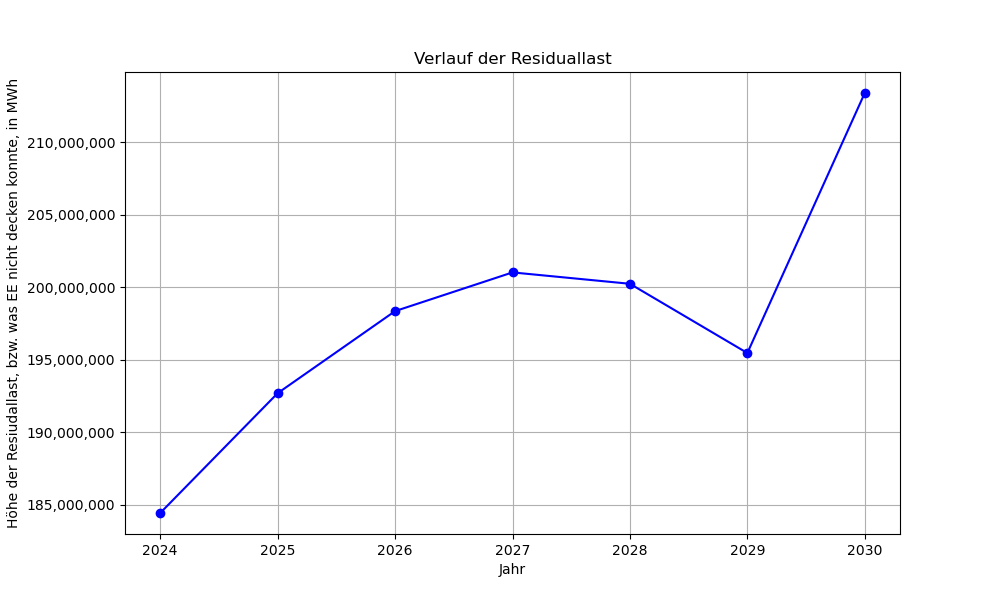 Verlauf der Residuallast
Höhe der Resiudallast, bzw. was EE nicht decken konnte, in MWh
210,000,000
205,000,000
200,000,000
195,000,000
190,000,000
185,000,000
2024 2025 2026 2027 2028 2029 2030
Jahr